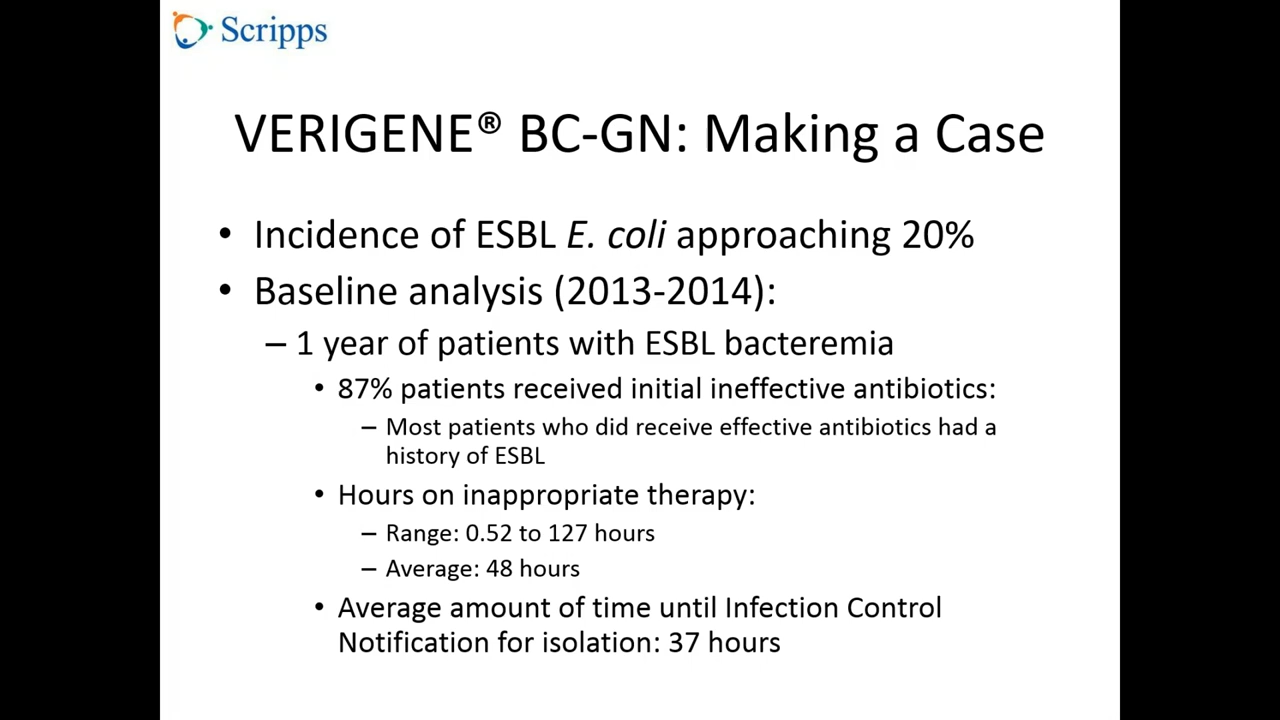 Scripps
VERIGENE® BC-GN: Making a Case
• Incidence of ESBL E. coli approaching 20%
• Baseline analysis (2013-2014):
– 1 year of patients with ESBL bacteremia
• 87% patients received initial ineffective antibiotics:
– Most patients who did receive effective antibiotics had a
history of ESBL
• Hours on inappropriate therapy:
– Range: 0.52 to 127 hours
– Average: 48 hours
• Average amount of time until Infection Control
Notification for isolation: 37 hours